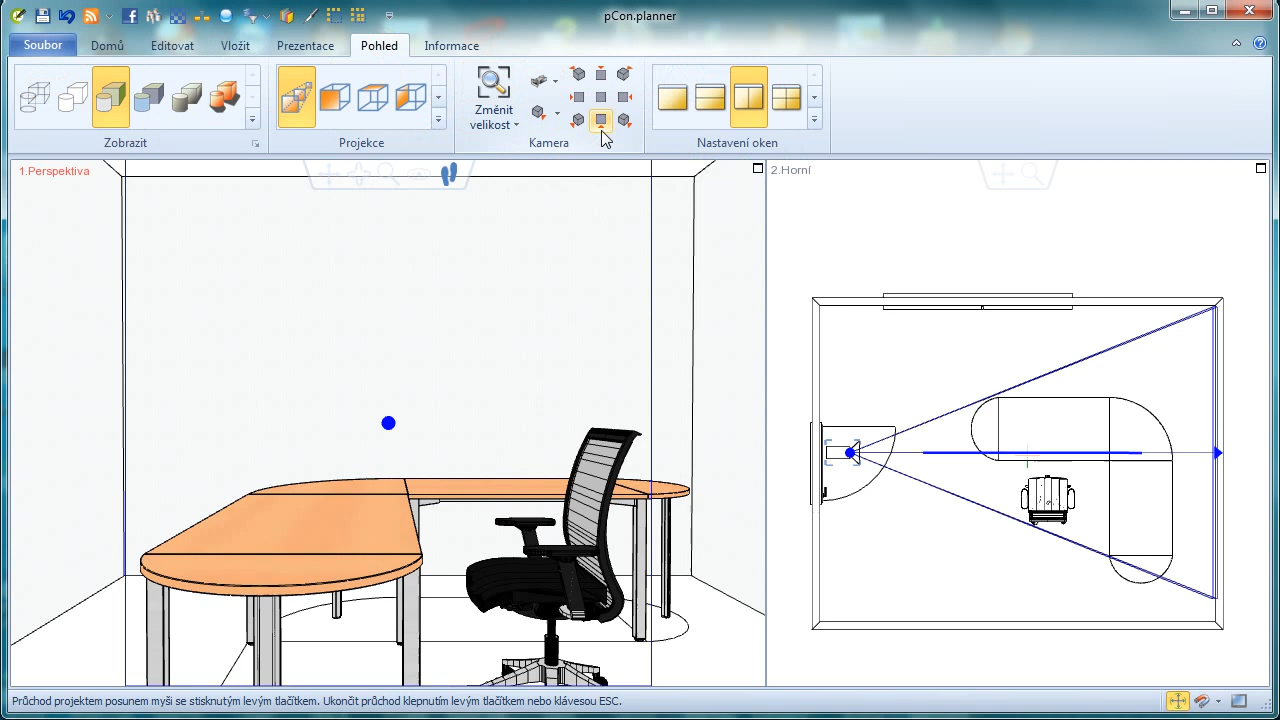 pCon.planner
Soubor Domů Editovat Vložit Prezentace Pohled Informace
Změnit
velikost
Zobrazit Projekce Kamera Nastavení oken
1.Perspektiva 2.Horní
Průchod projektem posunem myši se stisknutým levým tlačítkem. Ukončit průchod klepnutím levým tlačítkem nebo klávesou ESC.